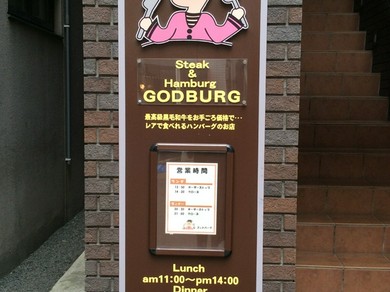 Steak
&
Hamburg
GODBURG
最高級黒毛和牛をお手ごろ価格で･･･
レアで食べれるハンバーグのお店
営業時間
Lunch
am11:00～pm14:00
Dinner